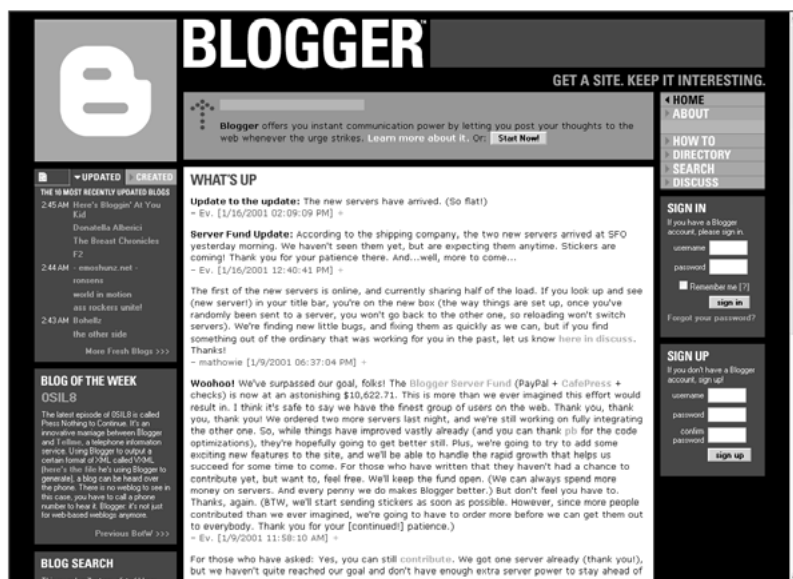 BLOGGER™
GET A SITE. KEEP IT INTERESTING.
Blogger offers you instant communication power by letting you post your thoughts to the
web whenever the urge strikes. Learn more about it. Or: Start Now!
HOME
ABOUT
HOW TO
DIRECTORY
SEARCH
DISCUSS
UPDATED CREATED
THE 10 MOST RECENTLY UPDATED BLOGS
2:45 AM Here's Bloggin' At You
Kid
Donatella Alberici
The Breast Chronicles
F2
2:44 AM - emoshunz.net -
ronsens
world in motion
ass rockers unite!
2:43 AM Bohellz
the other side
More Fresh Blogs >>>
BLOG OF THE WEEK
OSIL8
The latest episode of OSIL8 is called
Press Nothing to Continue. It's an
innovative mariage between Blogger
and Tellme, a telephone information
service. Using Blogger to output a
certain format of XML called VXML
(here's the file he's using Blogger to
generate), a blog can be heard over
the phone. There is no weblog to see in
this case, you have to call a phone
number to hear it. Blogger: it's not just
for web-based weblogs anymore.
Previous BotW >>>
BLOG SEARCH
WHAT'S UP
Update to the update: The new servers have arrived. (So flat!)
– Ev. [1/16/2001 02:09:09 PM] +
Server Fund Update: According to the shipping company, the two new servers arrived at SFO
yesterday morning. We haven't seen them yet, but are expecting them anytime. Stickers are
coming! Thank you for your patience there. And...well, more to come...
– Ev. [1/16/2001 12:40:41 PM] +
The first of the new servers is online, and currently sharing half of the load. If you look up and see
(new server!) in your title bar, you're on the new box (the way things are set up, once you've
randomly been sent to a server, you won't go back to the other one, so reloading won't switch
servers). We're finding new little bugs, and fixing them as quickly as we can, but if you find
something out of the ordinary that was working for you in the past, let us know here in discuss.
Thanks!
– mathowie [1/9/2001 06:37:04 PM] +
Woohoo! We've surpassed our goal, folks! The Blogger Server Fund (PayPal + CafePress +
checks) is now at an astonishing $10,622.71. This is more than we ever imagined this effort would
result in. I think it's safe to say we have the finest group of users on the web. Thank you, thank
you, thank you! We ordered two more servers last night, and we're still working on fully integrating
the other one. So, while things have improved vastly already (and you can thank pb for the code
optimizations), they're hopefully going to get better still. Plus, we're going to try to add some
exciting new features to the site, and we'll be able to handle the rapid growth that helps us
succeed for some time to come. For those who have written that they haven't had a chance to
contribute yet, but want to, feel free. We'll keep the fund open. (We can always spend more
money on servers. And every penny we do makes Blogger better.) But don't feel you have to.
Thanks, again. (BTW, we'll start sending stickers as soon as possible. However, since more people
contributed than we ever imagined, we're going to have to order more before we can get them out
to everybody. Thank you for your [continued!] patience.)
– Ev. [1/9/2001 11:58:10 AM] +
For those who have asked: Yes, you can still contribute. We got one server already (thank you!),
but we haven't quite reached our goal and don't have enough extra server power to stay ahead of
SIGN IN
If you have a Blogger
account, please sign in.
username
password
Remember me [?]
sign in
Forgot your password?
SIGN UP
If you don't have a Blogger
account, sign up!
username
password
confirm
password
sign up